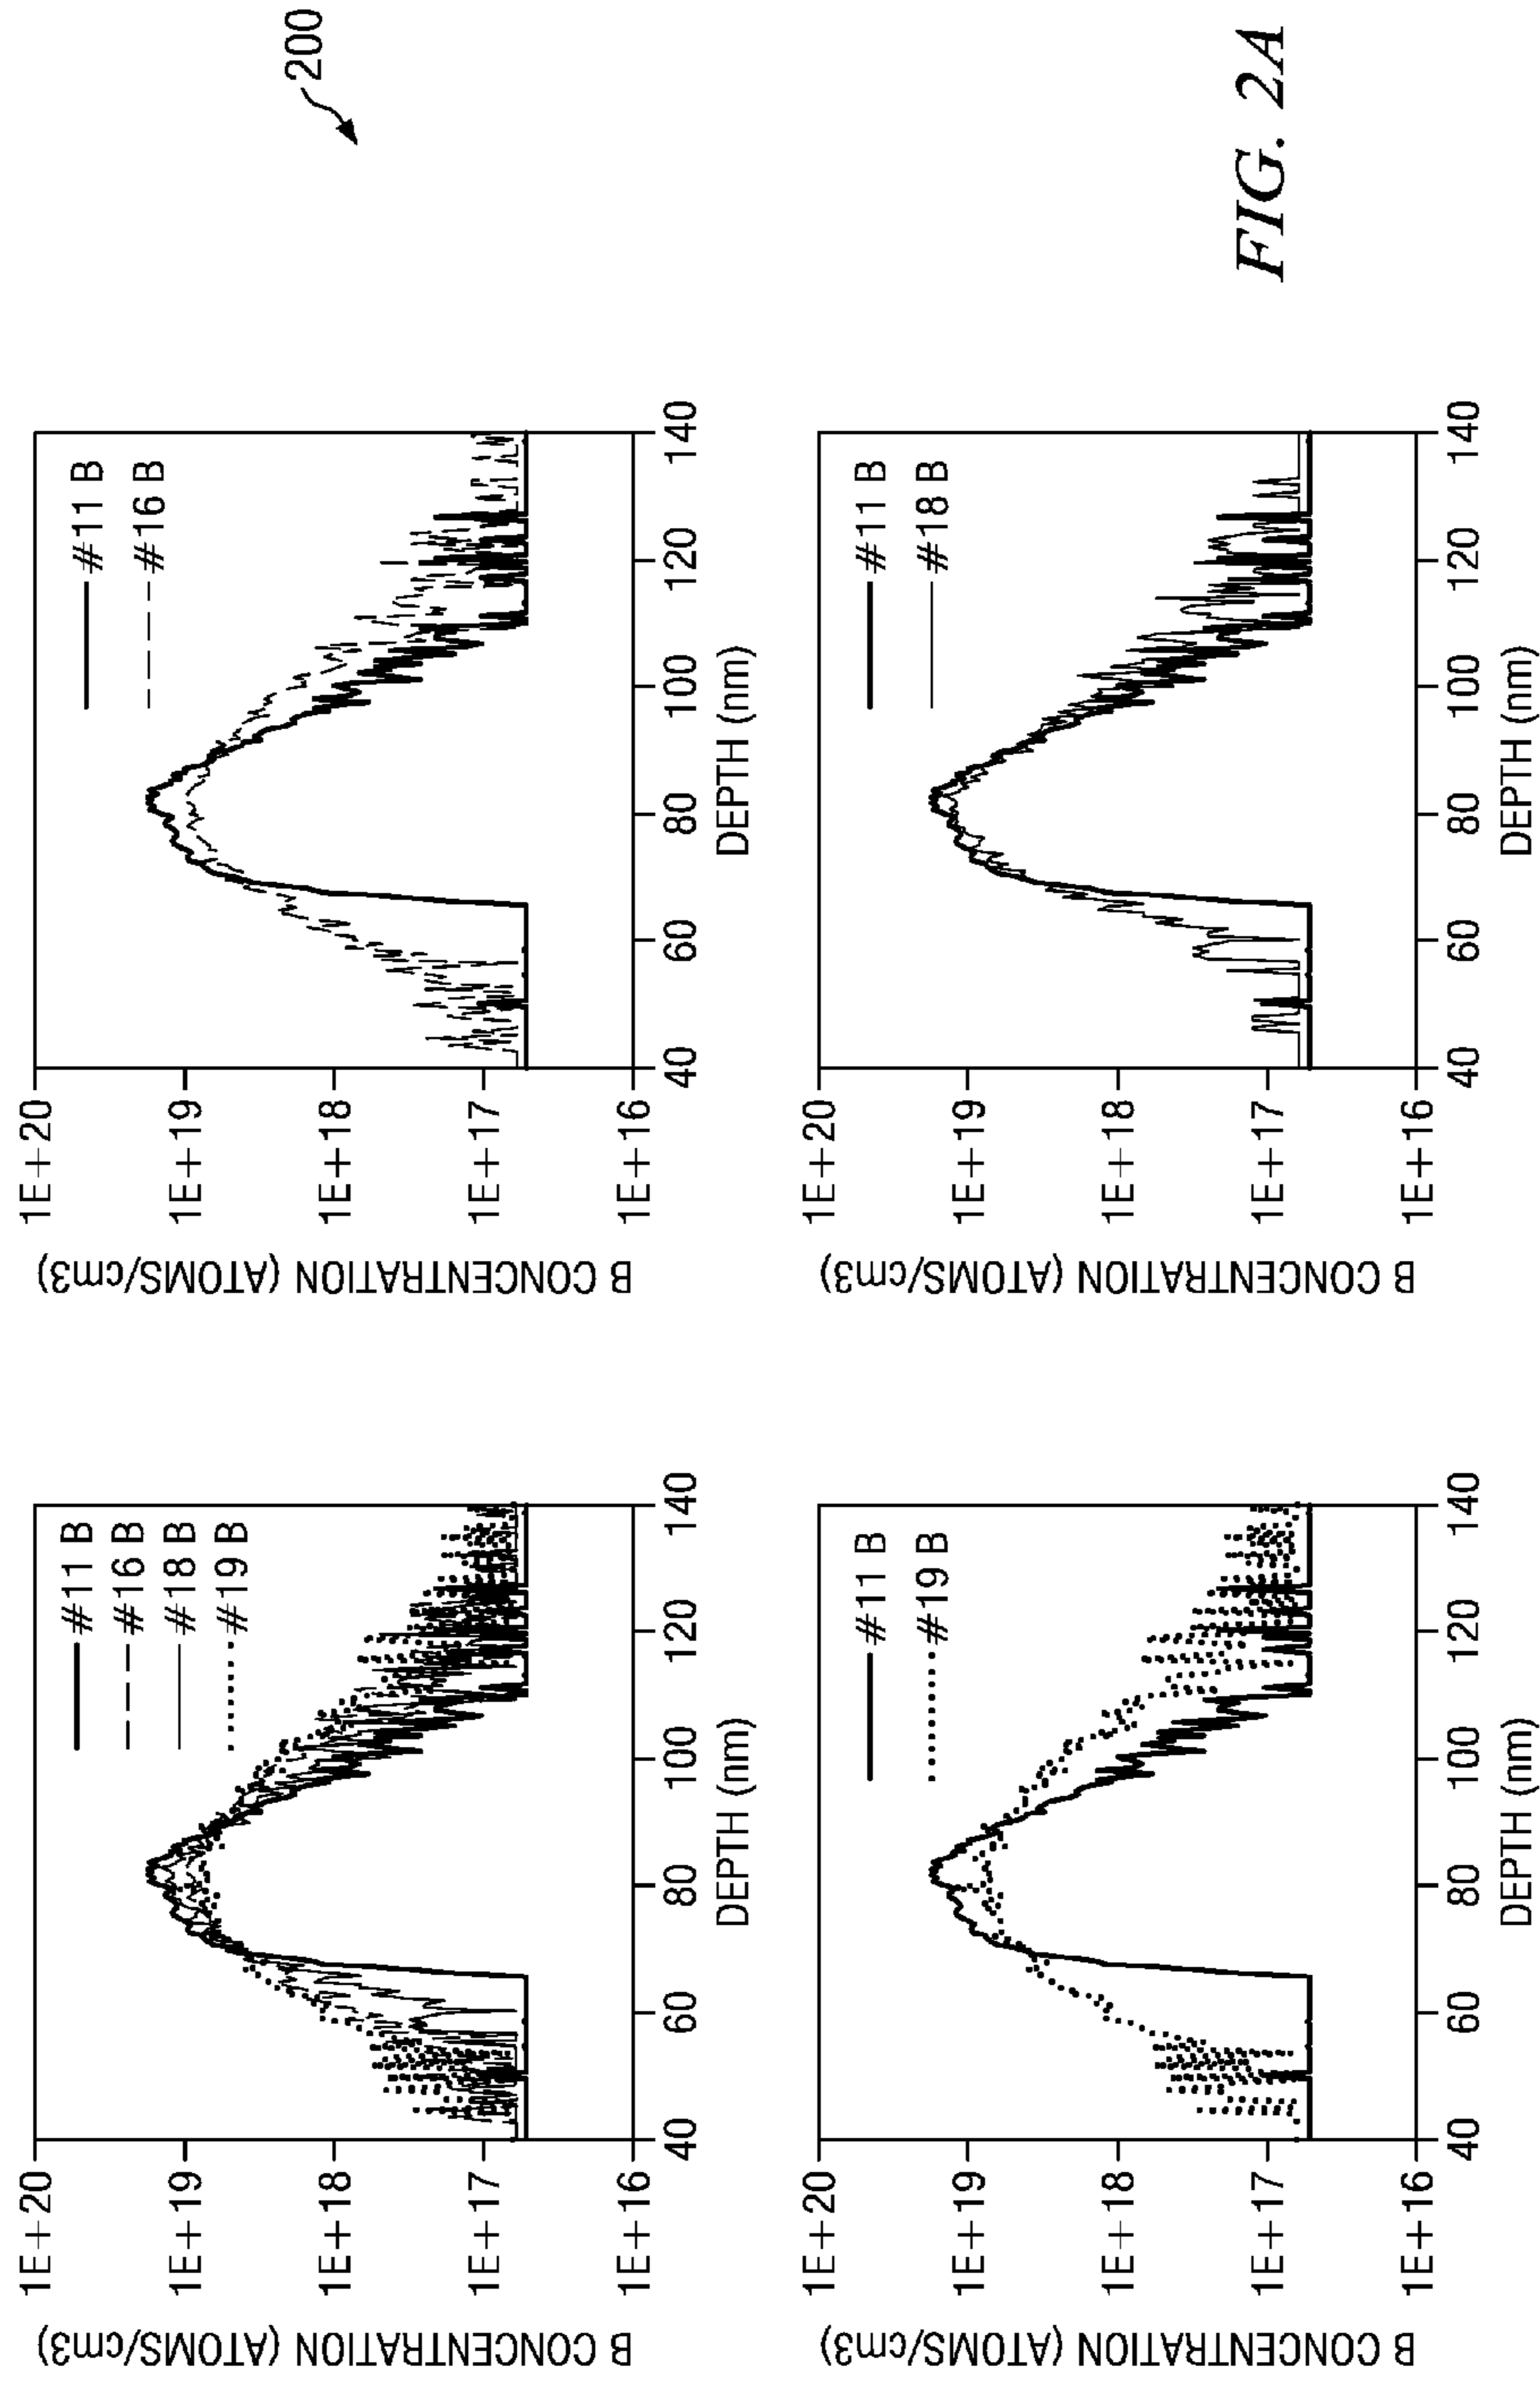 200
B CONCENTRATION (ATOMS/cm3)
1E+20
1E+19
1E+18
1E+17
1E+16
#11 B
#16 B
#18 B
#19 B
40
60
80
100
120
140
DEPTH (nm)
B CONCENTRATION (ATOMS/cm3)
1E+20
1E+19
1E+18
1E+17
1E+16
#11 B
#16 B
40
60
80
100
120
140
DEPTH (nm)
B CONCENTRATION (ATOMS/cm3)
1E+20
1E+19
1E+18
1E+17
1E+16
#11 B
#19 B
40
60
80
100
120
140
DEPTH (nm)
B CONCENTRATION (ATOMS/cm3)
1E+20
1E+19
1E+18
1E+17
1E+16
#11 B
#18 B
40
60
80
100
120
140
DEPTH (nm)
FIG. 2A